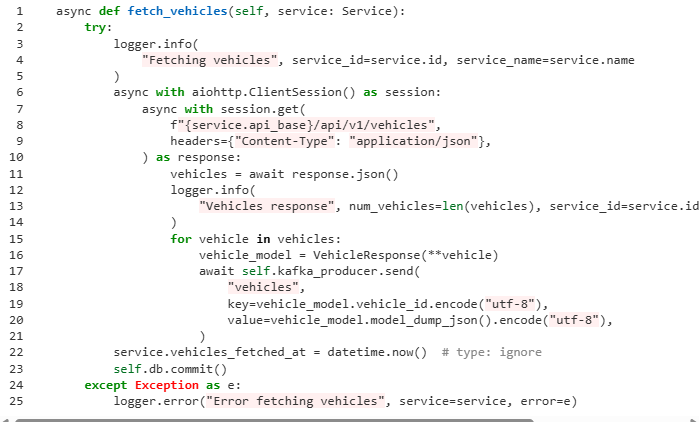 1 async def fetch_vehicles(self, service: Service):
2 try:
3 logger.info(
4 "Fetching vehicles", service_id=service.id, service_name=service.name
5 )
6 async with aiohttp.ClientSession() as session:
7 async with session.get(
8 f"{service.api_base}/api/v1/vehicles",
9 headers={"Content-Type": "application/json"},
10 ) as response:
11 vehicles = await response.json()
12 logger.info(
13 "Vehicles response", num_vehicles=len(vehicles), service_id=service.id
14 )
15 for vehicle in vehicles:
16 vehicle_model = VehicleResponse(**vehicle)
17 await self.kafka_producer.send(
18 "vehicles",
19 key=vehicle_model.vehicle_id.encode("utf-8"),
20 value=vehicle_model.model_dump_json().encode("utf-8"),
21 )
22 service.vehicles_fetched_at = datetime.now()  # type: ignore
23 self.db.commit()
24 except Exception as e:
25 logger.error("Error fetching vehicles", service=service, error=e)